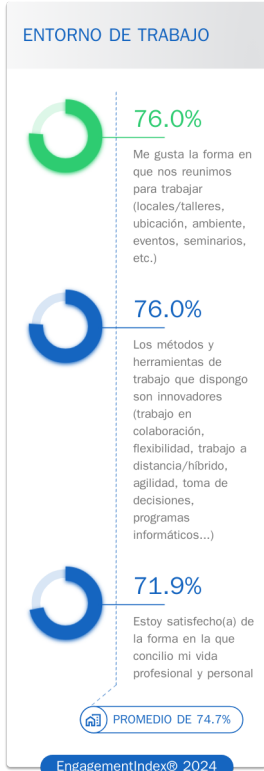 ENTORNO DE TRABAJO
76.0%
Me gusta la forma en
que nos reunimos
para trabajar
(locales/talleres,
ubicación, ambiente,
eventos, seminarios,
etc.)
76.0%
Los métodos y
herramientas de
trabajo que dispongo
son innovadores
(trabajo en
colaboración,
flexibilidad, trabajo a
distancia/híbrido,
agilidad, toma de
decisiones,
programas
informáticos...)
71.9%
Estoy satisfecho(a) de
la forma en la que
concilio mi vida
profesional y personal
PROMEDIO DE 74.7%
EngagementIndex® 2024